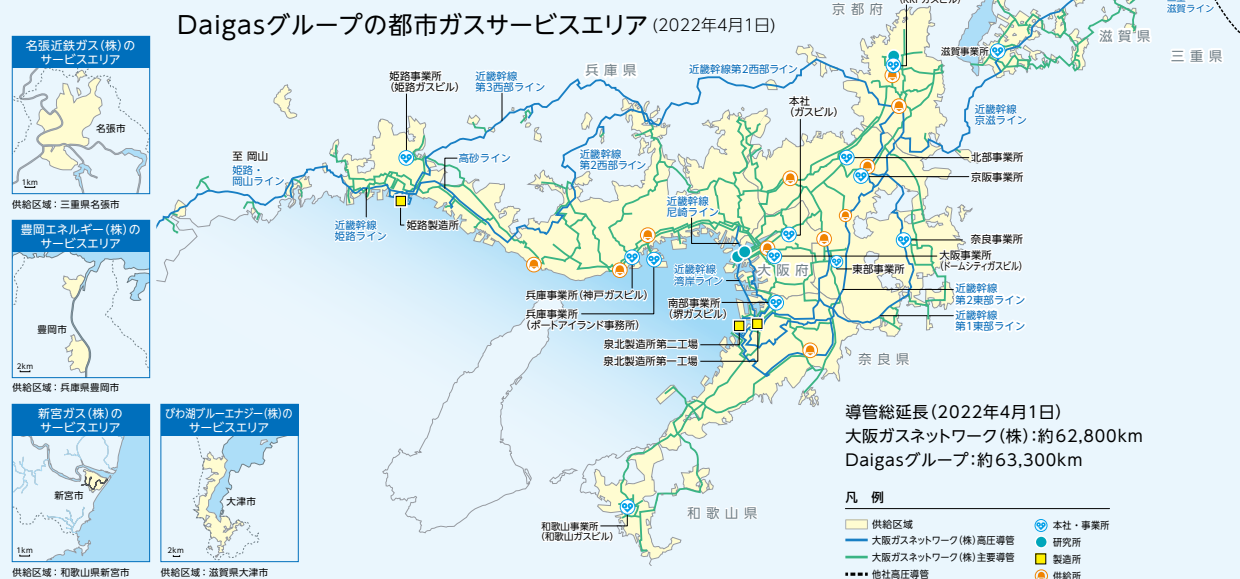 Daigasグループの都市ガスサービスエリア (2022年4月1日)
名張近鉄ガス(株)の
サービスエリア
名張市
1km
供給区域：三重県名張市
豊岡エネルギー(株)の
サービスエリア
豊岡市
2km
供給区域：兵庫県豊岡市
新宮ガス(株)の
サービスエリア
新宮市
1km
供給区域：和歌山県新宮市
びわ湖ブルーエナジー(株)の
サービスエリア
大津市
2km
供給区域：滋賀県大津市
京都府
滋賀県
三重県
滋賀ライン
滋賀事業所
兵庫県
近畿幹線第2西部ライン
姫路事業所
(姫路ガスビル)
近畿幹線
第3西部ライン
本社
(ガスビル)
近畿幹線
京滋ライン
至 岡山
姫路・
岡山ライン
高砂ライン
近畿幹線
第2西部ライン
北部事業所
京阪事業所
近畿幹線
姫路ライン
姫路製造所
近畿幹線
尼崎ライン
奈良事業所
大阪事業所
(ドームシティガスビル)
大阪府
東部事業所
近畿幹線
湾岸ライン
近畿幹線
第2東部ライン
近畿幹線
第1東部ライン
兵庫事業所(神戸ガスビル)
兵庫事業所
(ポートアイランド事務所)
南部事業所
(堺ガスビル)
泉北製造所第二工場
泉北製造所第一工場
奈良県
和歌山事業所
(和歌山ガスビル)
和歌山県
導管総延長(2022年4月1日)
大阪ガスネットワーク(株)：約62,800km
Daigasグループ：約63,300km
凡 例
供給区域
大阪ガスネットワーク(株)高圧導管
大阪ガスネットワーク(株)主要導管
他社高圧導管
本社・事業所
研究所
製造所
供給所